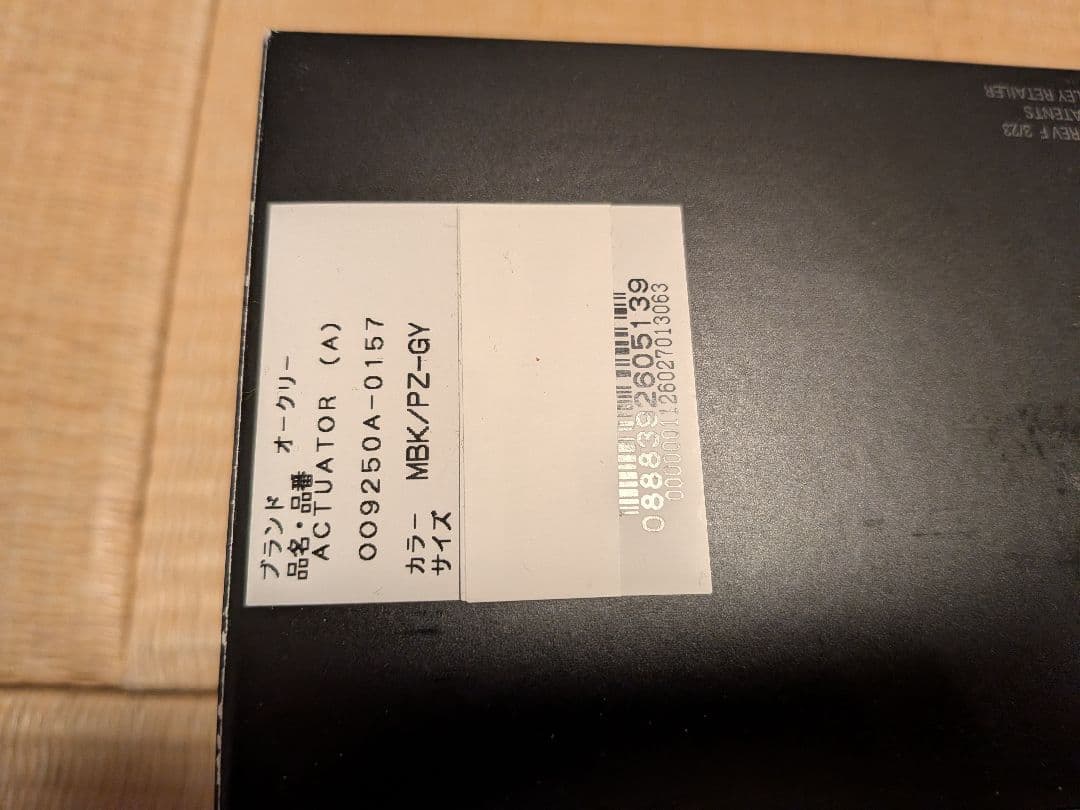 ブランド オークリー
品名・品番
ACTUATOR (A)
OO9250A-0157
カラー MBK/PZ-GY
サイズ
0888392605139
0000001126027013063
LEY RETAILER
ATENTS
REV F 3/23